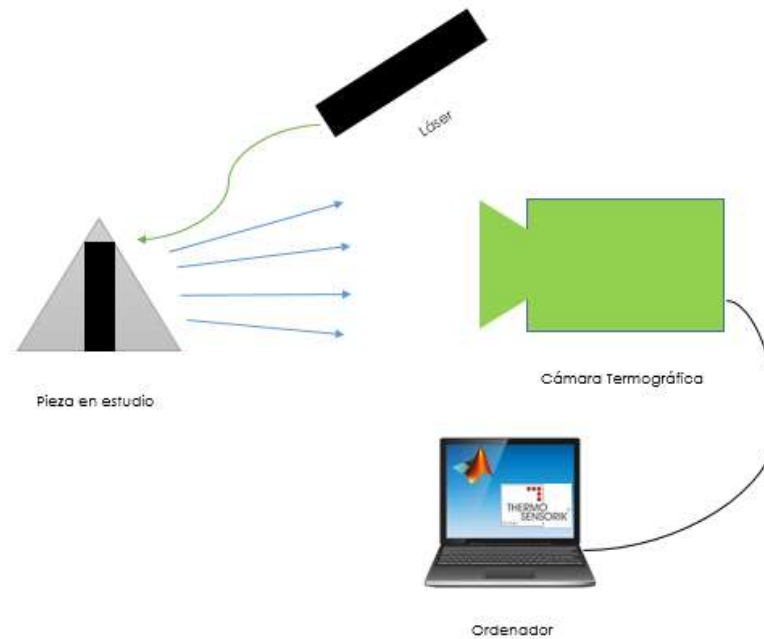 Láser
Cámara Termográfica
Pieza en estudio
THERMO
SENSORIK
Ordenador